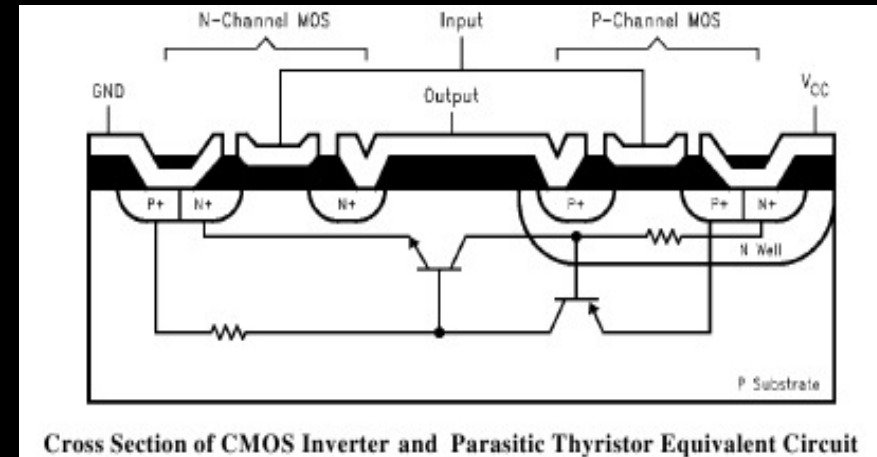 N-Channel MOS Input P-Channel MOS
GND Output VCC
P+ N+ N+ P+ P+ N+
N Well
P Substrate
Cross Section of CMOS Inverter and Parasitic Thyristor Equivalent Circuit